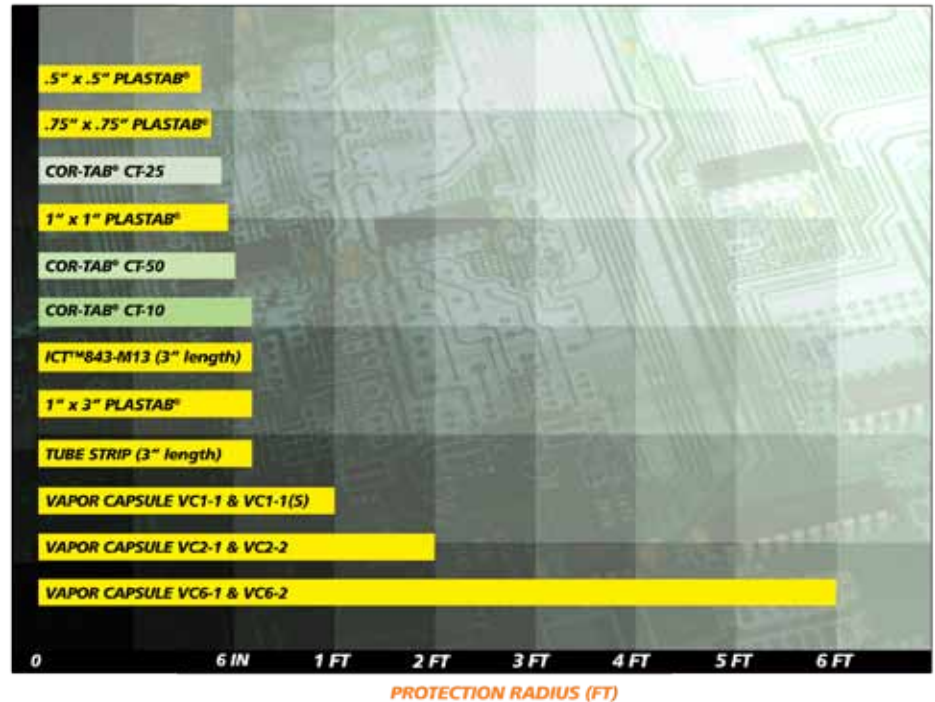 .5" x .5" PLASTAB®
.75" x .75" PLASTAB®
COR-TAB® CT-25
1" x 1" PLASTAB®
COR-TAB® CT-50
COR-TAB® CT-10
ICT™843-M13 (3" length)
1" x 3" PLASTAB®
TUBE STRIP (3" length)
VAPOR CAPSULE VC1-1 & VC1-1(S)
VAPOR CAPSULE VC2-1 & VC2-2
VAPOR CAPSULE VC6-1 & VC6-2
0 6 IN 1 FT 2 FT 3 FT 4 FT 5 FT 6 FT
PROTECTION RADIUS (FT)